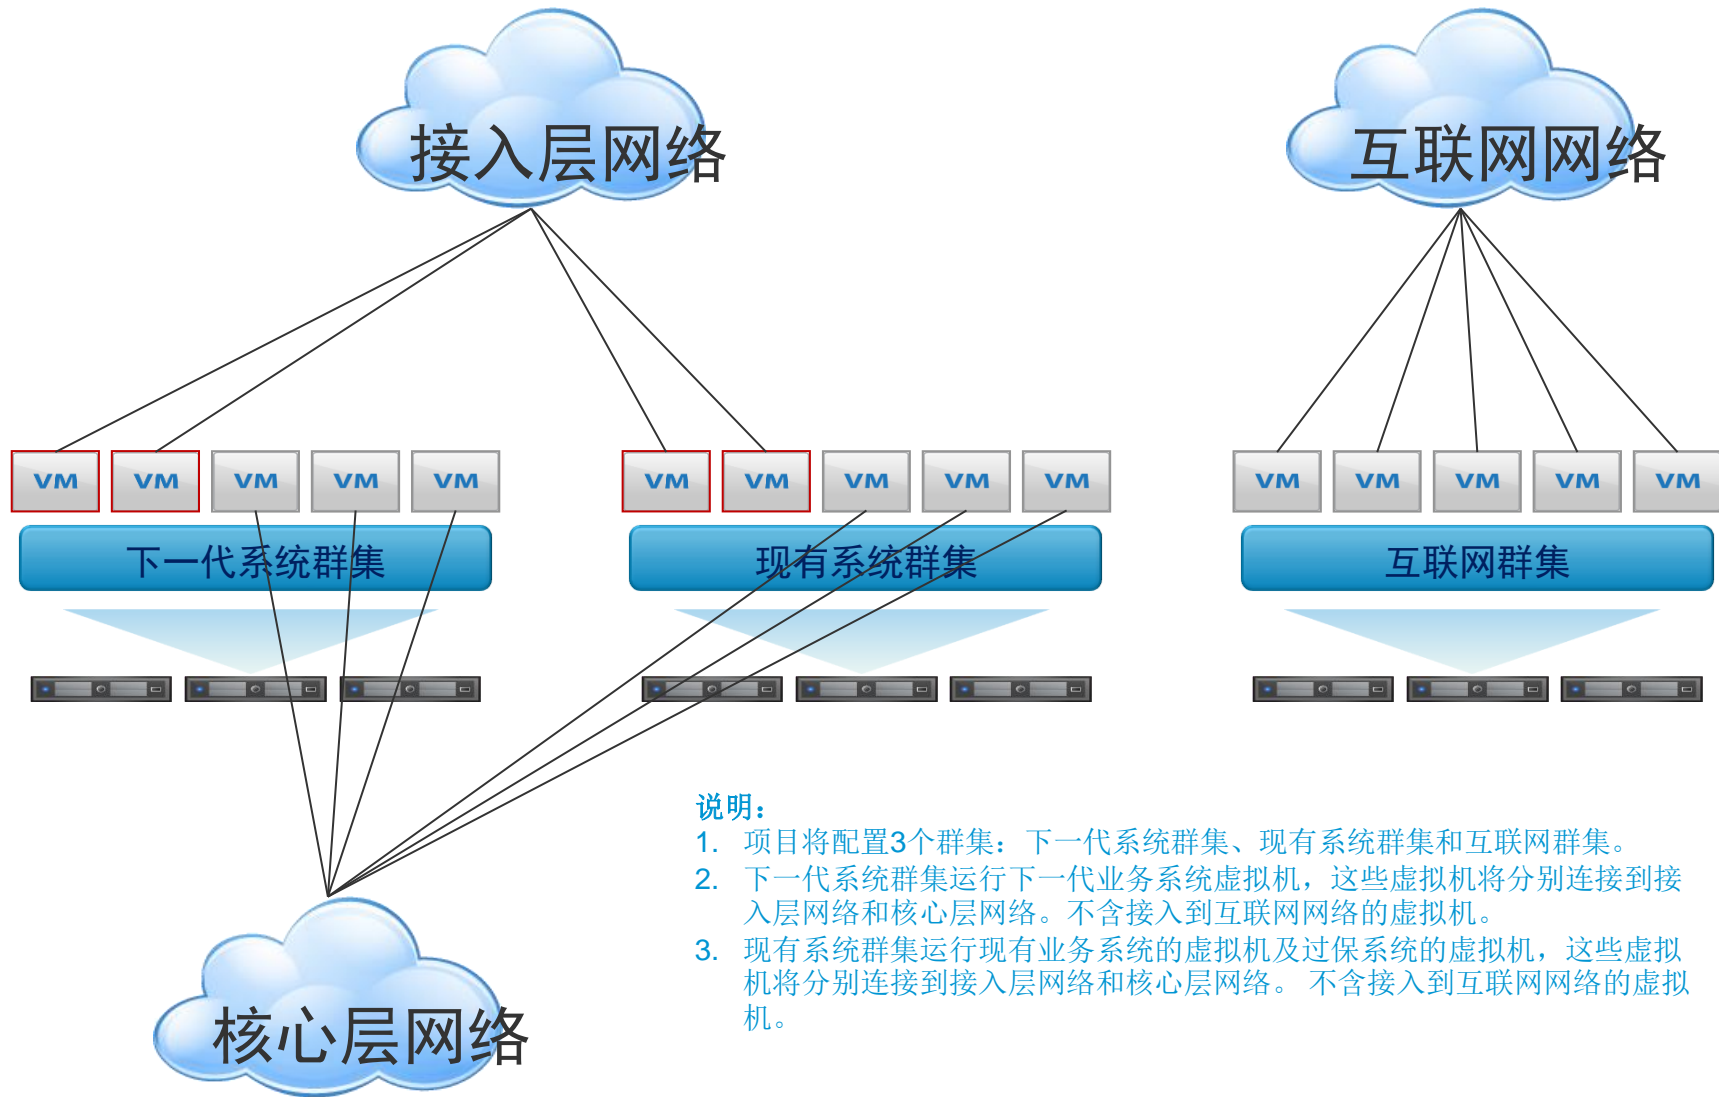 接入层网络
互联网网络
VM VM VM VM VM
VM VM VM VM VM
VM VM VM VM VM
下一代系统群集
现有系统群集
互联网群集
说明：
1. 项目将配置3个群集：下一代系统群集、现有系统群集和互联网群集。
2. 下一代系统群集运行下一代业务系统虚拟机，这些虚拟机将分别连接到接
入层网络和核心层网络。不含接入到互联网网络的虚拟机。
3. 现有系统群集运行现有业务系统的虚拟机及过保系统的虚拟机，这些虚拟
机将分别连接到接入层网络和核心层网络。 不含接入到互联网网络的虚拟
机。
核心层网络